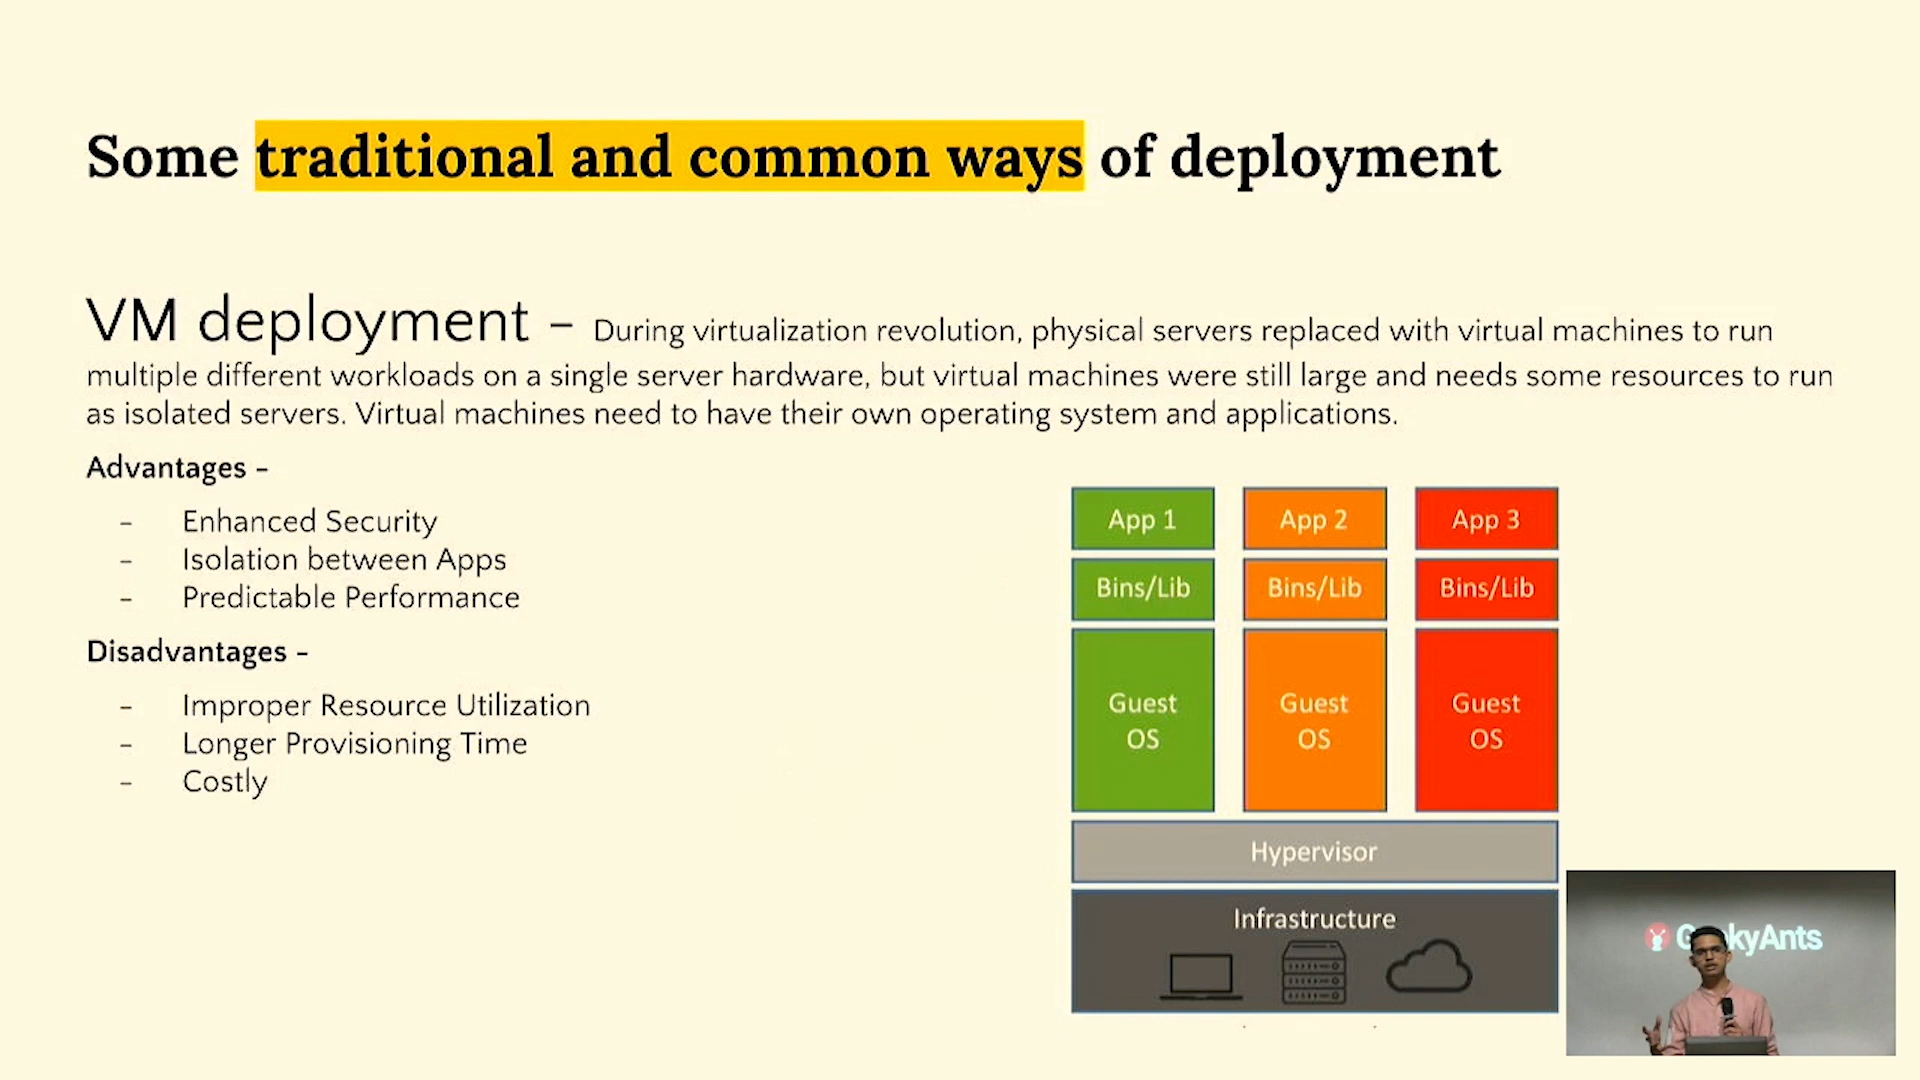 Some traditional and common ways of deployment
VM deployment – During virtualization revolution, physical servers replaced with virtual machines to run
multiple different workloads on a single server hardware, but virtual machines were still large and needs some resources to run
as isolated servers. Virtual machines need to have their own operating system and applications.
Advantages -
- Enhanced Security
- Isolation between Apps
- Predictable Performance
Disadvantages -
- Improper Resource Utilization
- Longer Provisioning Time
- Costly
App 1
App 2
App 3
Bins/Lib
Bins/Lib
Bins/Lib
Guest
OS
Guest
OS
Guest
OS
Hypervisor
Infrastructure